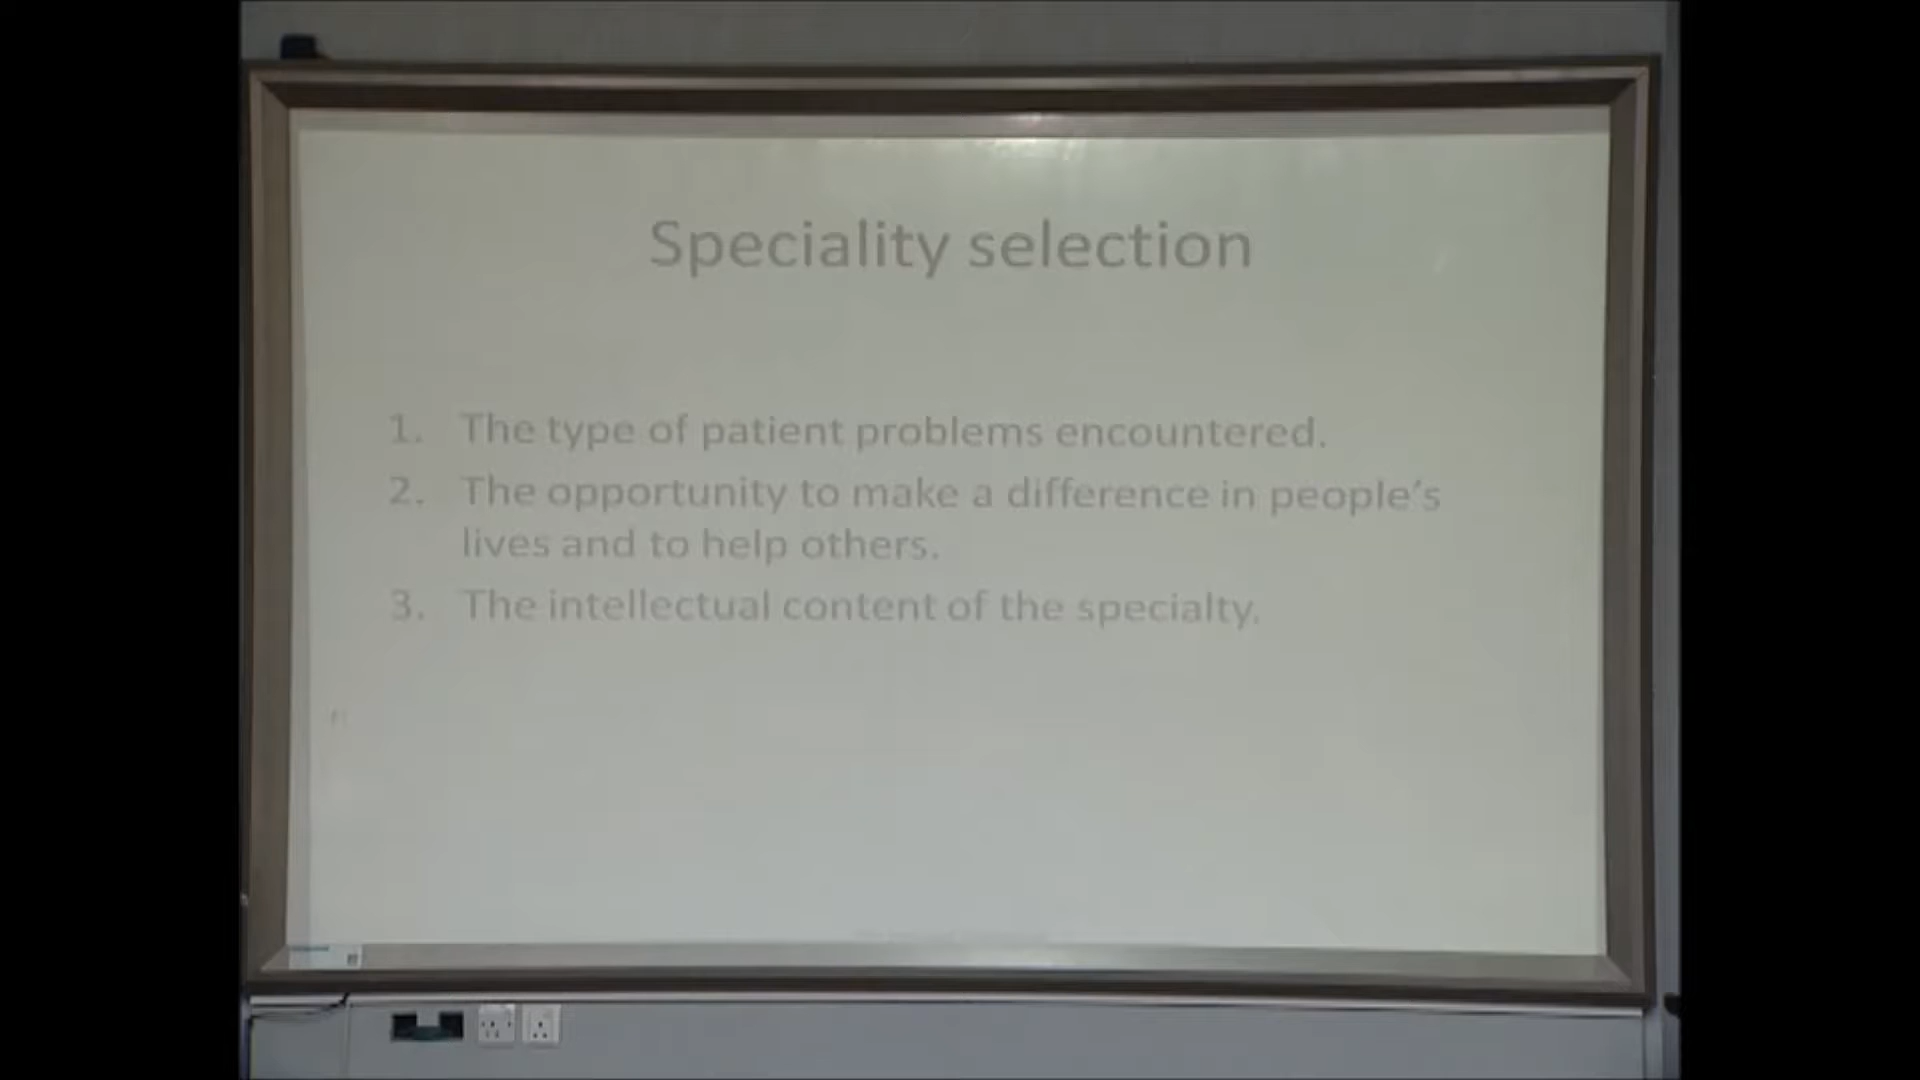 Speciality selection
1. The type of patient problems encountered.
2. The opportunity to make a difference in people's
lives and to help others.
3. The intellectual content of the specialty.